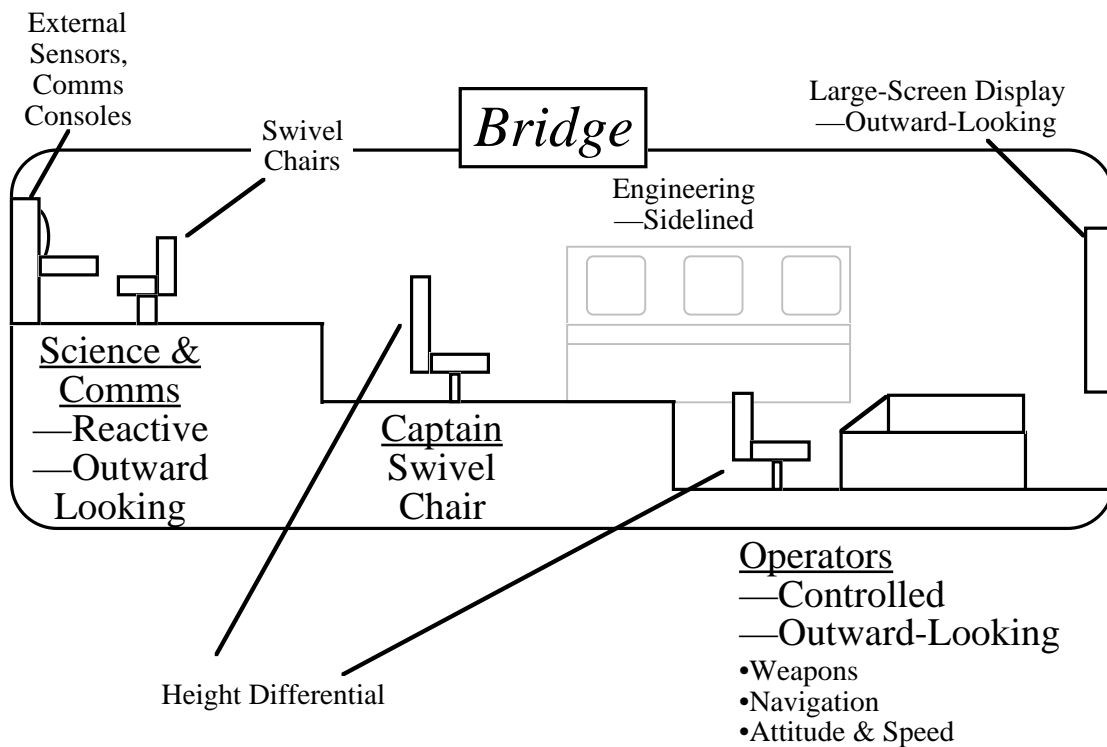 External
Sensors,
Comms
Consoles
Swivel
Chairs
Bridge
Large-Screen Display
—Outward-Looking
Engineering
—Sidelined
Science &
Comms
—Reactive
—Outward
Looking
Captain
Swivel
Chair
Operators
—Controlled
—Outward-Looking
•Weapons
•Navigation
•Attitude & Speed
Height Differential